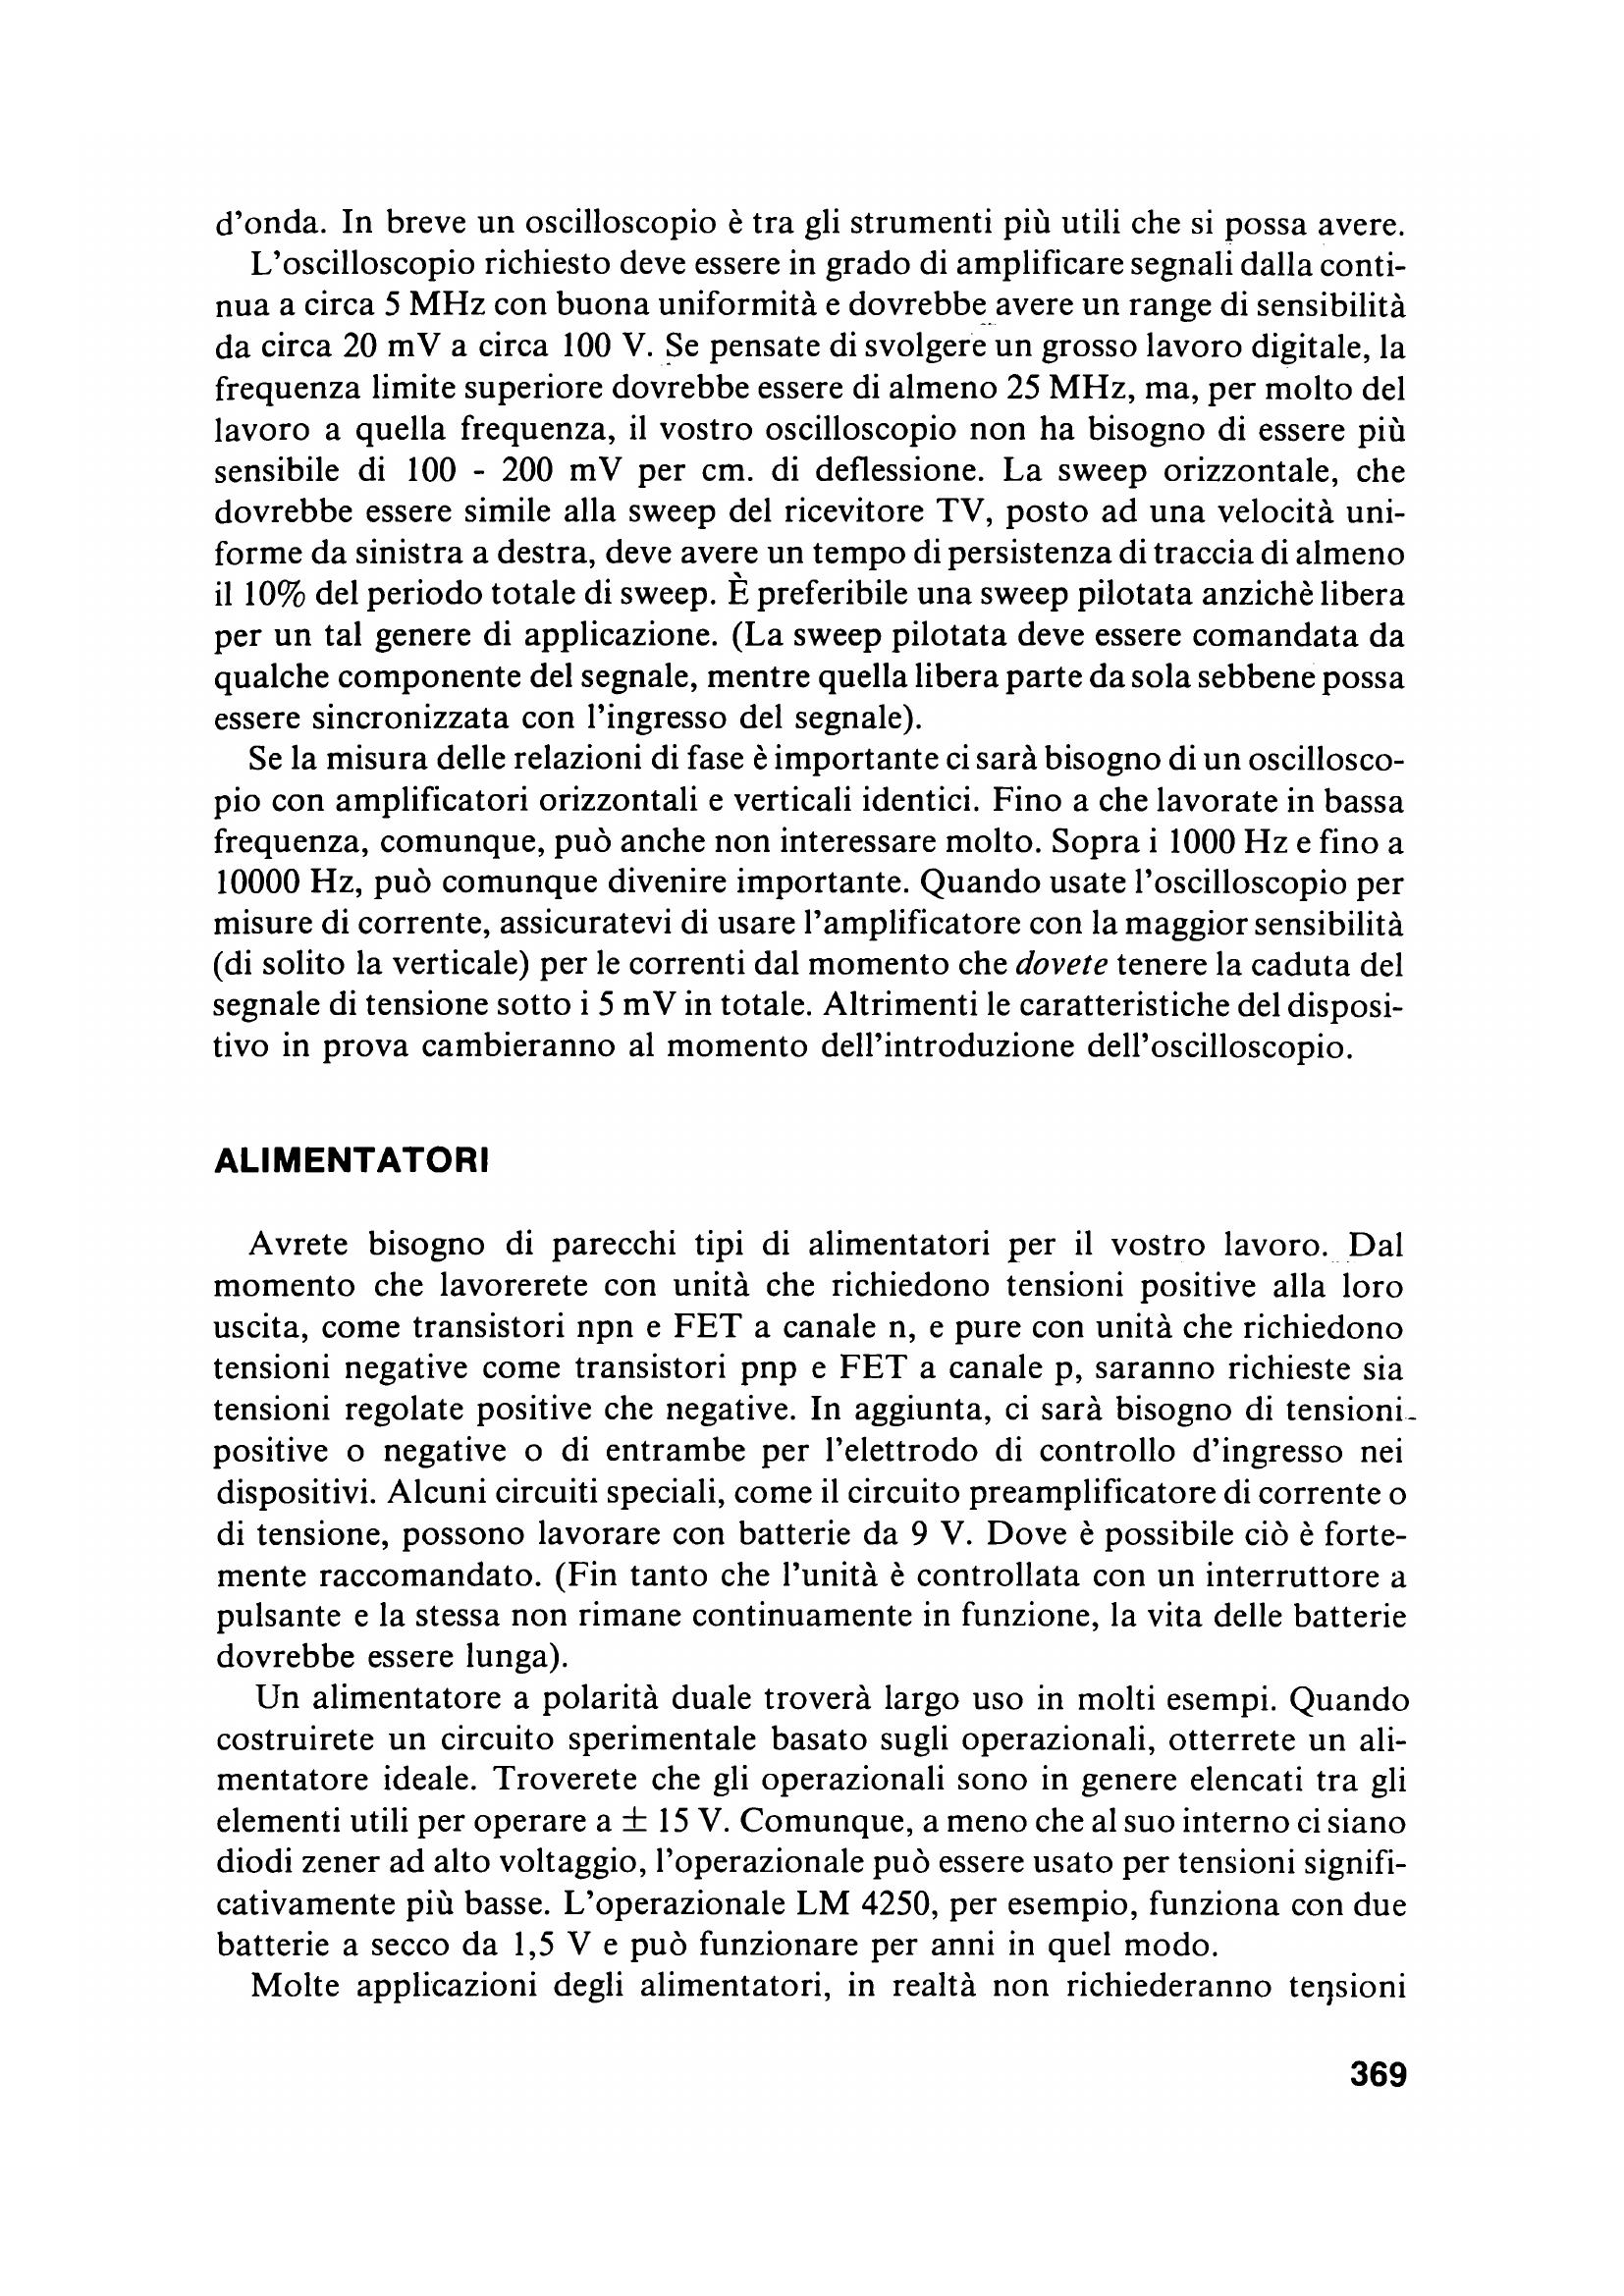 d'onda. In breve un oscilloscopio è tra gli strumenti più utili che si possa avere.
L'oscilloscopio richiesto deve essere in grado di amplificare segnali dalla conti-
nua a circa 5 MHz con buona uniformità e dovrebbe avere un range di sensibilità
da circa 20 mV a circa 100 V. Se pensate di svolgere un grosso lavoro digitale, la
frequenza limite superiore dovrebbe essere di almeno 25 MHz, ma, per molto del
lavoro a quella frequenza, il vostro oscilloscopio non ha bisogno di essere più
sensibile di 100 - 200 mV per cm. di deflessione. La sweep orizzontale, che
dovrebbe essere simile alla sweep del ricevitore TV, posto ad una velocità uni-
forme da sinistra a destra, deve avere un tempo di persistenza di traccia di almeno
il 10% del periodo totale di sweep. È preferibile una sweep pilotata anzichè libera
per un tal genere di applicazione. (La sweep pilotata deve essere comandata da
qualche componente del segnale, mentre quella libera parte da sola sebbene possa
essere sincronizzata con l'ingresso del segnale).
Se la misura delle relazioni di fase è importante ci sarà bisogno di un oscillosco-
pio con amplificatori orizzontali e verticali identici. Fino a che lavorate in bassa
frequenza, comunque, può anche non interessare molto. Sopra i 1000 Hz e fino a
10000 Hz, può comunque divenire importante. Quando usate l'oscilloscopio per
misure di corrente, assicuratevi di usare l'amplificatore con la maggior sensibilità
(di solito la verticale) per le correnti dal momento che dovete tenere la caduta del
segnale di tensione sotto i 5 mV in totale. Altrimenti le caratteristiche del disposi-
tivo in prova cambieranno al momento dell'introduzione dell'oscilloscopio.
ALIMENTATORI
Avrete bisogno di parecchi tipi di alimentatori per il vostro lavoro. Dal
momento che lavorerete con unità che richiedono tensioni positive alla loro
uscita, come transistori npn e FET a canale n, e pure con unità che richiedono
tensioni negative come transistori pnp e FET a canale p, saranno richieste sia
tensioni regolate positive che negative. In aggiunta, ci sarà bisogno di tensioni
positive o negative o di entrambe per l'elettrodo di controllo d'ingresso nei
dispositivi. Alcuni circuiti speciali, come il circuito preamplificatore di corrente o
di tensione, possono lavorare con batterie da 9 V. Dove è possibile ciò è forte-
mente raccomandato. (Fin tanto che l'unità è controllata con un interruttore a
pulsante e la stessa non rimane continuamente in funzione, la vita delle batterie
dovrebbe essere lunga).
Un alimentatore a polarità duale troverà largo uso in molti esempi. Quando
costruirete un circuito sperimentale basato sugli operazionali, otterrete un ali-
mentatore ideale. Troverete che gli operazionali sono in genere elencati tra gli
elementi utili per operare a ± 15 V. Comunque, a meno che al suo interno ci siano
diodi zener ad alto voltaggio, l'operazionale può essere usato per tensioni signifi-
cativamente più basse. L'operazionale LM 4250, per esempio, funziona con due
batterie a secco da 1,5 V e può funzionare per anni in quel modo.
Molte applicazioni degli alimentatori, in realtà non richiederanno tensioni
369